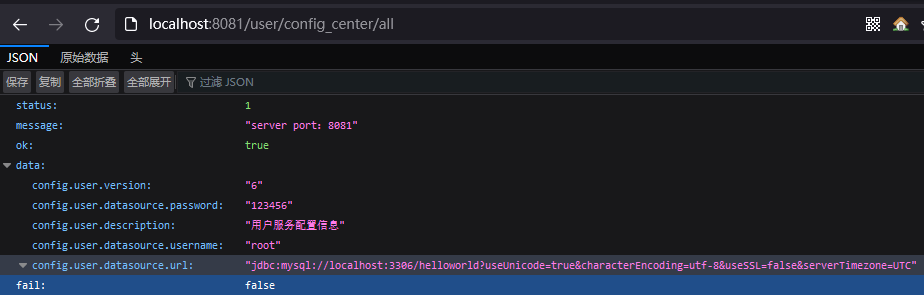 localhost:8081/user/config_center/all
JSON 原始数据 头
保存 复制 全部折叠 全部展开 过滤 JSON
status: 1
message: "server port: 8081"
ok: true
data:
config.user.version: "6"
config.user.datasource.password: "123456"
config.user.description: "用户服务配置信息"
config.user.datasource.username: "root"
config.user.datasource.url: "jdbc:mysql://localhost:3306/helloworld?useUnicode=true&characterEncoding=utf-8&useSSL=false&serverTimezone=UTC"
fail: false